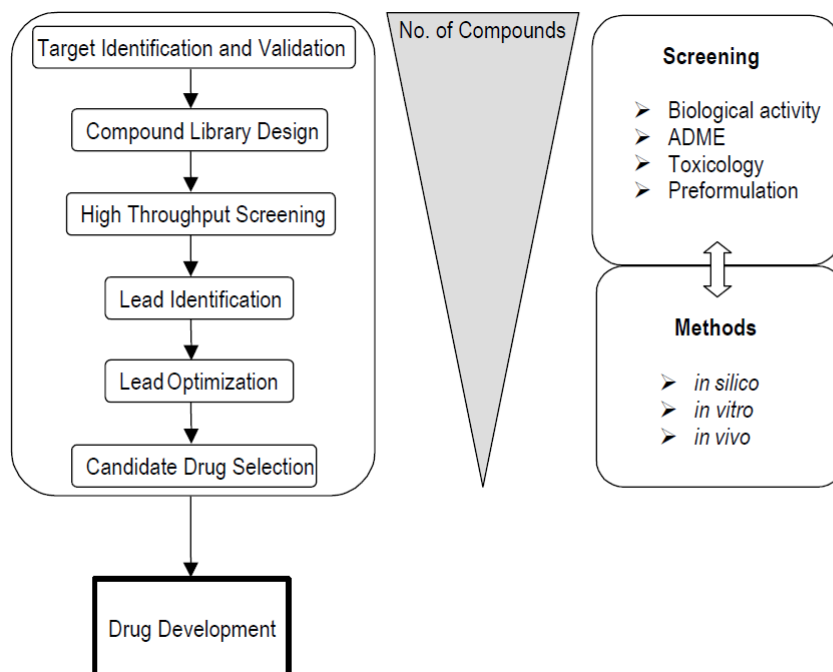 Target Identification and Validation
Compound Library Design
High Throughput Screening
Lead Identification
Lead Optimization
Candidate Drug Selection
Drug Development
No. of Compounds
Screening
➢ Biological activity
➢ ADME
➢ Toxicology
➢ Preformulation
Methods
➢ in silico
➢ in vitro
➢ in vivo